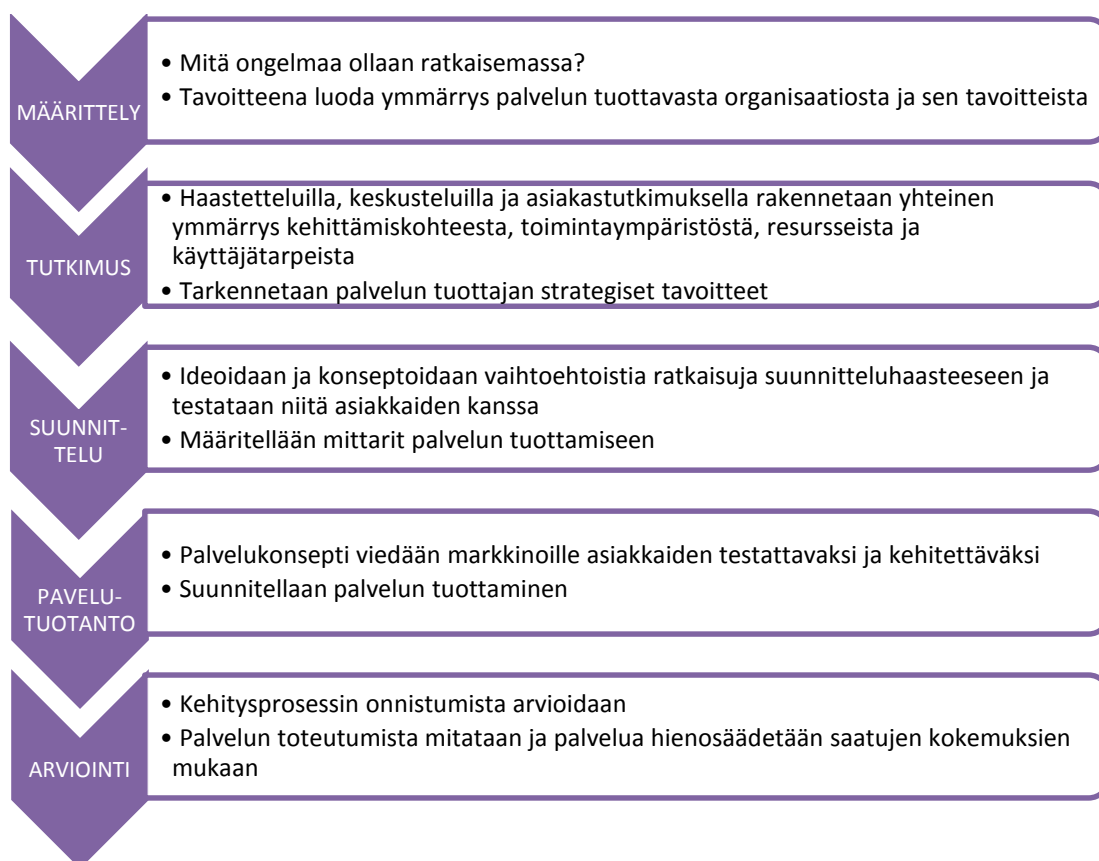 MÄÄRITTELY
• Mitä ongelmaa ollaan ratkaisemassa?
• Tavoitteena luoda ymmärrys palvelun tuottavasta organisaatiosta ja sen tavoitteista
TUTKIMUS
• Haastetteluilla, keskusteluilla ja asiakastutkimuksella rakennetaan yhteinen
ymmärrys kehittämiskohteesta, toimintaympäristöstä, resursseista ja
käyttäjätarpeista
• Tarkennetaan palvelun tuottajan strategiset tavoitteet
SUUNNIT-
TELU
• Ideoidaan ja konseptoidaan vaihtoehtoistia ratkaisuja suunnitteluhaasteeseen ja
testataan niitä asiakkaiden kanssa
• Määritellään mittarit palvelun tuottamiseen
PAVELU-
TUOTANTO
• Palvelukonsepti viedään markkinoille asiakkaiden testattavaksi ja kehitettäväksi
• Suunnitellaan palvelun tuottaminen
ARVIOINTI
• Kehitysprosessin onnistumista arvioidaan
• Palvelun toteutumista mitataan ja palvelua hienosäädetään saatujen kokemuksien
mukaan